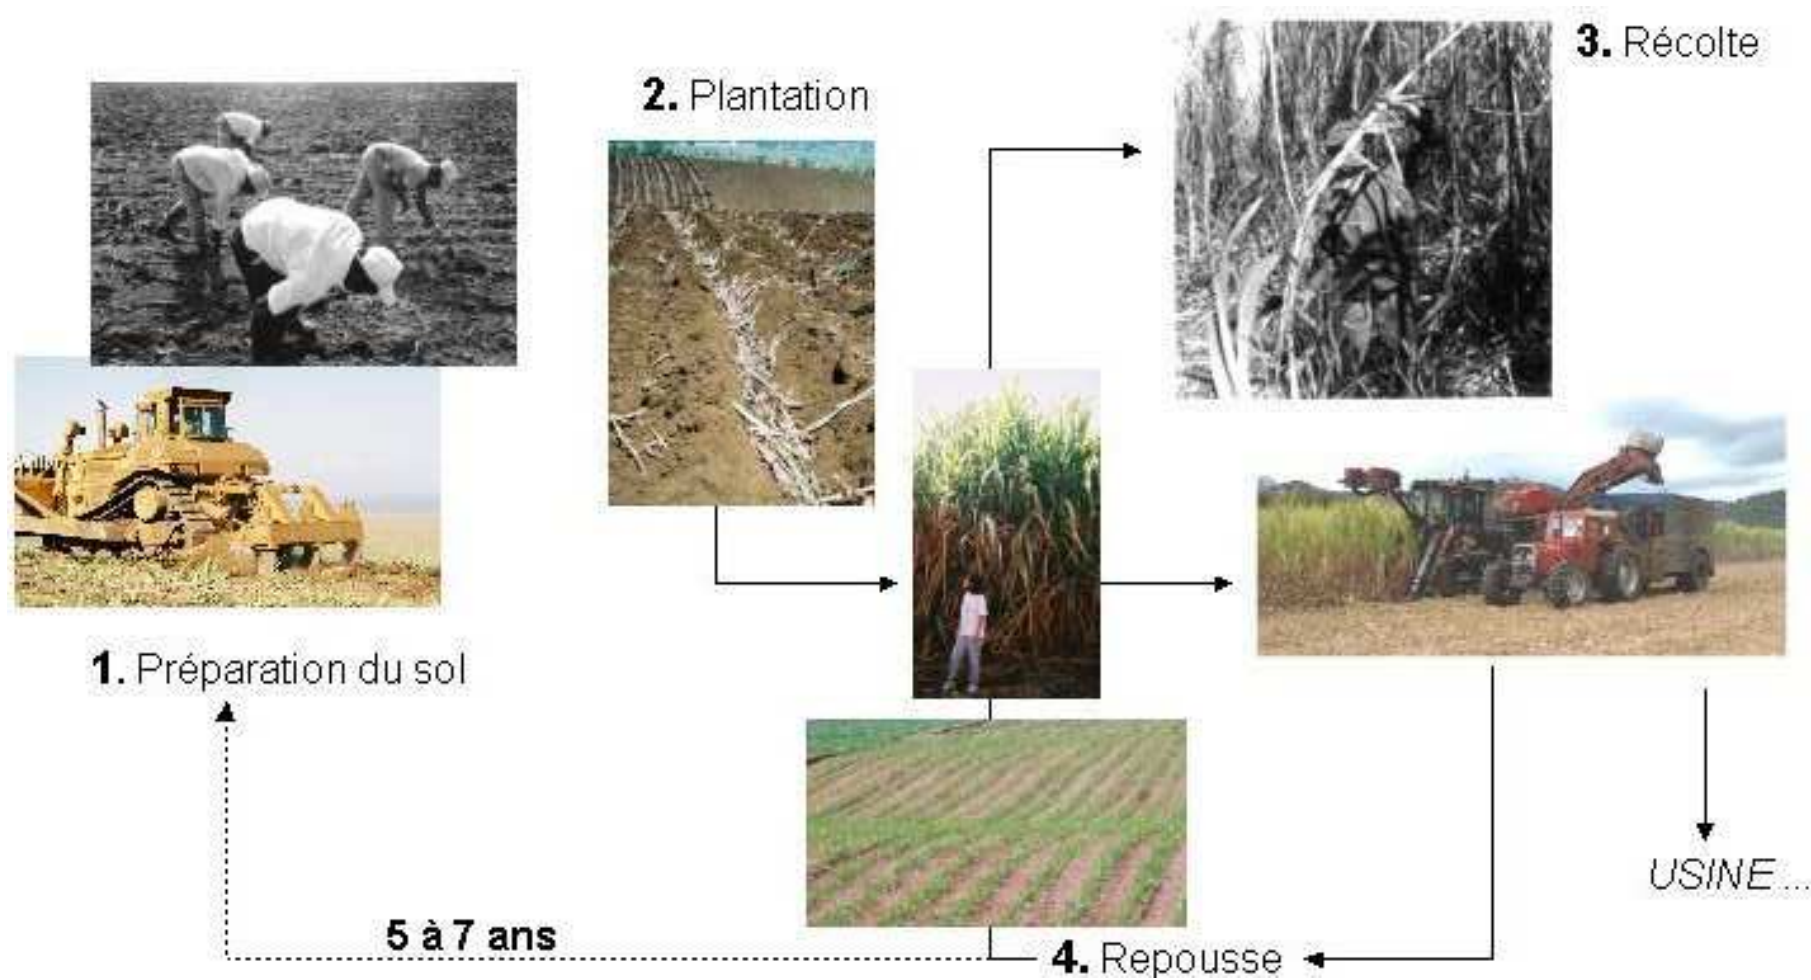 3. Récolte
2. Plantation
1. Préparation du sol
USINE ...
5 à 7 ans
4. Repousse